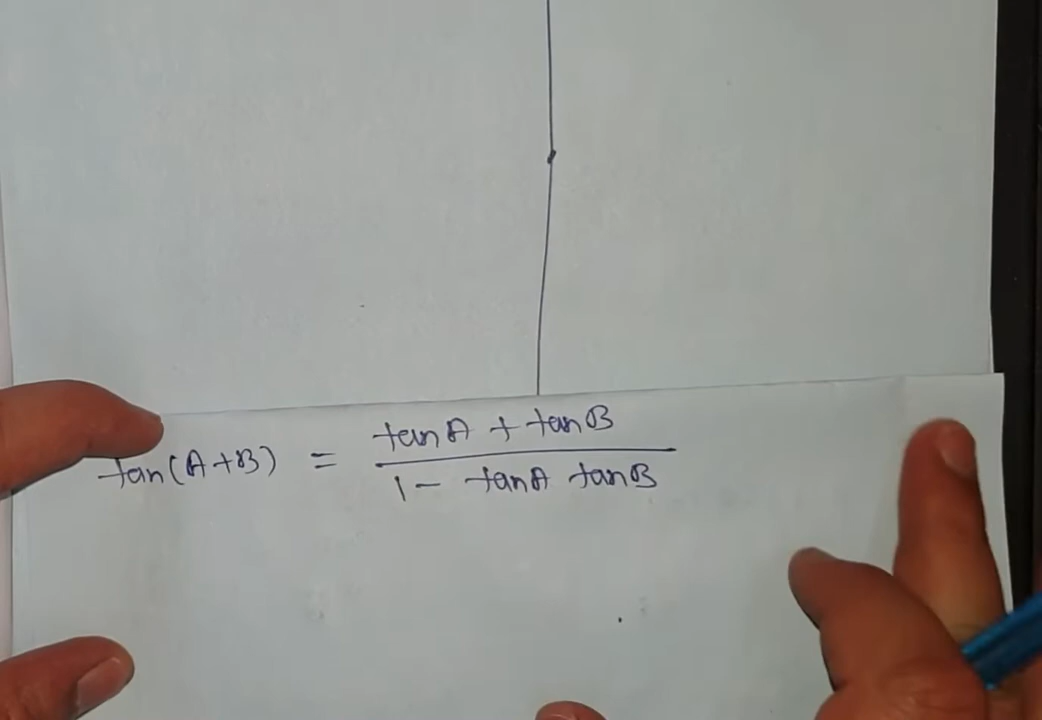 tan(A+B) = (tanA + tanB) / (1 - tanA tanB)